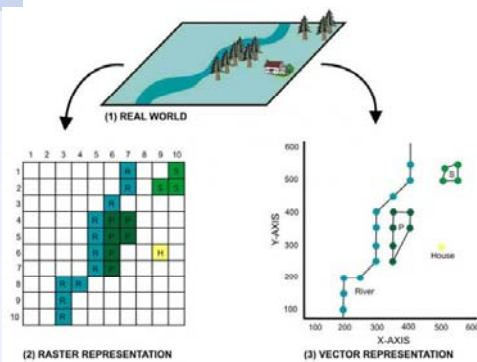 (1) REAL WORLD
1 2 3 4 5 6 7 8 9 10
1 R S
2 R S S
3 R
4 R P P
5 R P P
6 R P H
7 R P
8 R R
9 R
10 R
(2) RASTER REPRESENTATION
600
500
400
300
200
100
Y-AXIS
S
P
House
River
100 200 300 400 500 600
X-AXIS
(3) VECTOR REPRESENTATION